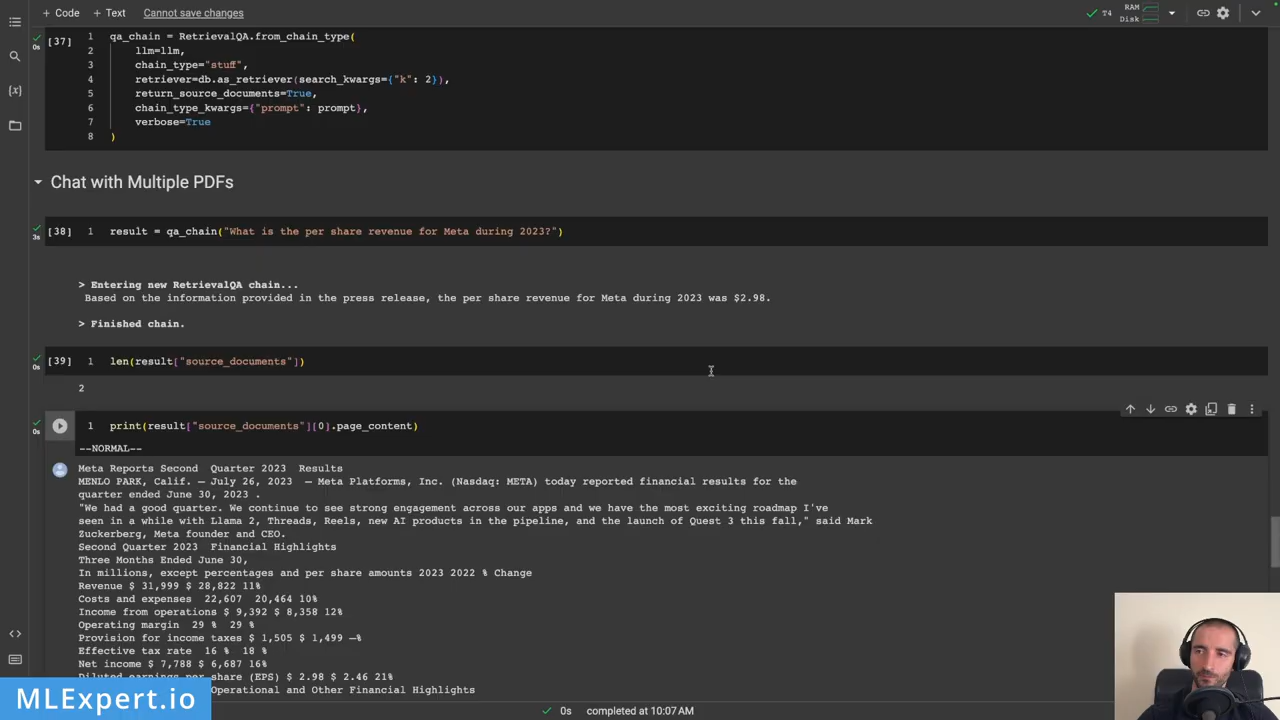 + Code + Text Cannot save changes
T4 RAM Disk
[37] 1 qa_chain = RetrievalQA.from_chain_type(
2 llm=llm,
3 chain_type="stuff",
4 retriever=db.as_retriever(search_kwargs={"k": 2}),
5 return_source_documents=True,
6 chain_type_kwargs={"prompt": prompt},
7 verbose=True
8 )
0s
Chat with Multiple PDFs
[38] 1 result = qa_chain("What is the per share revenue for Meta during 2023?")
3s
> Entering new RetrievalQA chain...
Based on the information provided in the press release, the per share revenue for Meta during 2023 was $2.98.
> Finished chain.
[39] 1 len(result["source_documents"])
0s
2
1 print(result["source_documents"][0].page_content)
0s
--NORMAL--
Meta Reports Second Quarter 2023 Results
MENLO PARK, Calif. – July 26, 2023 – Meta Platforms, Inc. (Nasdaq: META) today reported financial results for the
quarter ended June 30, 2023 .
"We had a good quarter. We continue to see strong engagement across our apps and we have the most exciting roadmap I've
seen in a while with Llama 2, Threads, Reels, new AI products in the pipeline, and the launch of Quest 3 this fall," said Mark
Zuckerberg, Meta founder and CEO.
Second Quarter 2023 Financial Highlights
Three Months Ended June 30,
In millions, except percentages and per share amounts 2023 2022 % Change
Revenue $ 31,999 $ 28,822 11%
Costs and expenses 22,607 20,464 10%
Income from operations $ 9,392 $ 8,358 12%
Operating margin 29 % 29 %
Provision for income taxes $ 1,505 $ 1,499 —%
Effective tax rate 16 % 18 %
Net income $ 7,788 $ 6,687 16%
Diluted earnings per share (EPS) $ 2.98 $ 2.46 21%
Operational and Other Financial Highlights
MLExpert.io
0s completed at 10:07AM